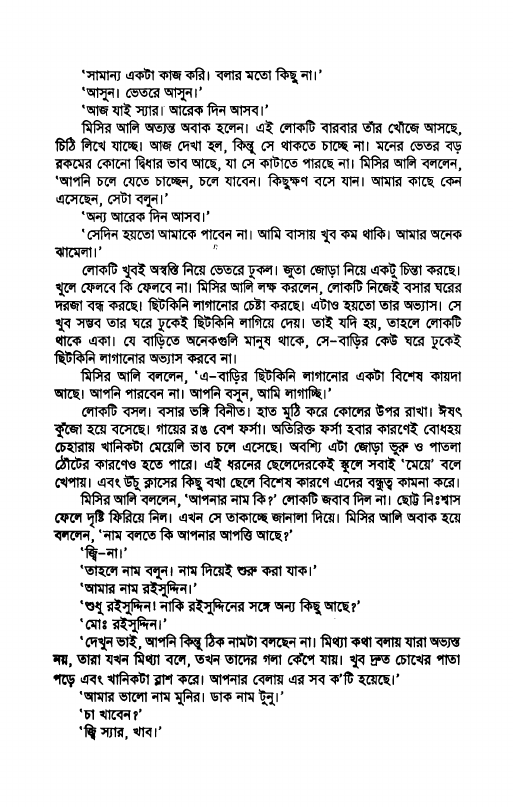 ‘সামান্য একটা কাজ করি। বলার মতো কিছু না।’
‘আসুন। ভেতরে আসুন।’
‘আজ যাই স্যার। আরেক দিন আসব।’
মিসির আলি অত্যন্ত অবাক হলেন। এই লোকটি বারবার তাঁর খোঁজে আসছে,
চিঠি লিখে যাচ্ছে। আজ দেখা হল, কিন্তু সে থাকতে চাচ্ছে না। মনের ভেতর বড়
রকমের কোনো দ্বিধার ভাব আছে, যা সে কাটাতে পারছে না। মিসির আলি বললেন,
‘আপনি চলে যেতে চাচ্ছেন, চলে যাবেন। কিছুক্ষণ বসে যান। আমার কাছে কেন
এসেছেন, সেটা বলুন।’
‘অন্য আরেক দিন আসব।’
‘সেদিন হয়তো আমাকে পাবেন না। আমি বাসায় খুব কম থাকি। আমার অনেক
ঝামেলা।’
লোকটি খুবই অস্বস্তি নিয়ে ভেতরে ঢুকল। জুতা জোড়া নিয়ে একটু চিন্তা করছে।
খুলে ফেলবে কি ফেলবে না। মিসির আলি লক্ষ করলেন, লোকটি নিজেই বসার ঘরের
দরজা বন্ধ করছে। ছিটকিনি লাগানোর চেষ্টা করছে। এটাও হয়তো তার অভ্যাস। সে
খুব সম্ভব তার ঘরে ঢুকেই ছিটকিনি লাগিয়ে দেয়। তাই যদি হয়, তাহলে লোকটি
থাকে একা। যে বাড়িতে অনেকগুলি মানুষ থাকে, সে-বাড়ির কেউ ঘরে ঢুকেই
ছিটকিনি লাগানোর অভ্যাস করবে না।
মিসির আলি বললেন, ‘এ-বাড়ির ছিটকিনি লাগানোর একটা বিশেষ কায়দা
আছে। আপনি পারবেন না। আপনি বসুন, আমি লাগাচ্ছি।’
লোকটি বসল। বসার ভঙ্গি বিনীত। হাত মুঠি করে কোলের উপর রাখা। ঈষৎ
কুঁজো হয়ে বসেছে। গায়ের রঙ বেশ ফর্সা। অতিরিক্ত ফর্সা হবার কারণেই বোধহয়
চেহারায় খানিকটা মেয়েলি ভাব চলে এসেছে। অবশ্যি এটা জোড়া ভুরু ও পাতলা
ঠোঁটের কারণেও হতে পারে। এই ধরনের ছেলেদেরকেই স্কুলে সবাই ‘মেয়ে’ বলে
খেপায়। এবং উঁচু ক্লাসের কিছু বখা ছেলে বিশেষ কারণে এদের বন্ধুত্ব কামনা করে।
মিসির আলি বললেন, ‘আপনার নাম কি?’ লোকটি জবাব দিল না। ছোট্ট নিঃশ্বাস
ফেলে দৃষ্টি ফিরিয়ে নিল। এখন সে তাকাচ্ছে জানালা দিয়ে। মিসির আলি অবাক হয়ে
বললেন, ‘নাম বলতে কি আপনার আপত্তি আছে?’
‘জ্বি-না।’
‘তাহলে নাম বলুন। নাম দিয়েই শুরু করা যাক।’
‘আমার নাম রইসুদ্দিন।’
‘শুধু রইসুদ্দিন! নাকি রইসুদ্দিনের সঙ্গে অন্য কিছু আছে?’
‘মোঃ রইসুদ্দিন।’
‘দেখুন ভাই, আপনি কিন্তু ঠিক নামটা বলছেন না। মিথ্যা কথা বলায় যারা অভ্যস্ত
নয়, তারা যখন মিথ্যা বলে, তখন তাদের গলা কেঁপে যায়। খুব দ্রুত চোখের পাতা
পড়ে এবং খানিকটা ব্লাশ করে। আপনার বেলায় এর সব ক’টি হয়েছে।’
‘আমার ভালো নাম মুনির। ডাক নাম টুনু।’
‘চা খাবেন?’
‘জ্বি স্যার, খাব।’